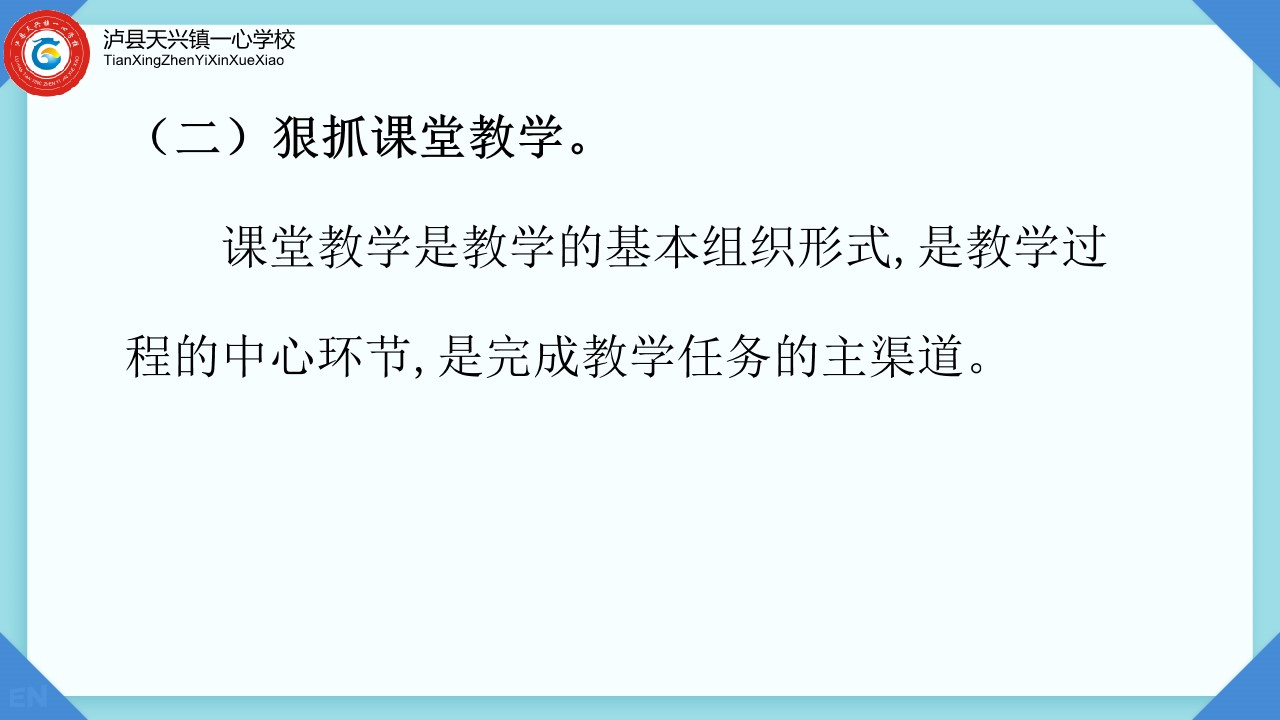 泸县天兴镇一心学校
TianXingZhenYiXinXueXiao
（二）狠抓课堂教学。
课堂教学是教学的基本组织形式,是教学过
程的中心环节,是完成教学任务的主渠道。
EN